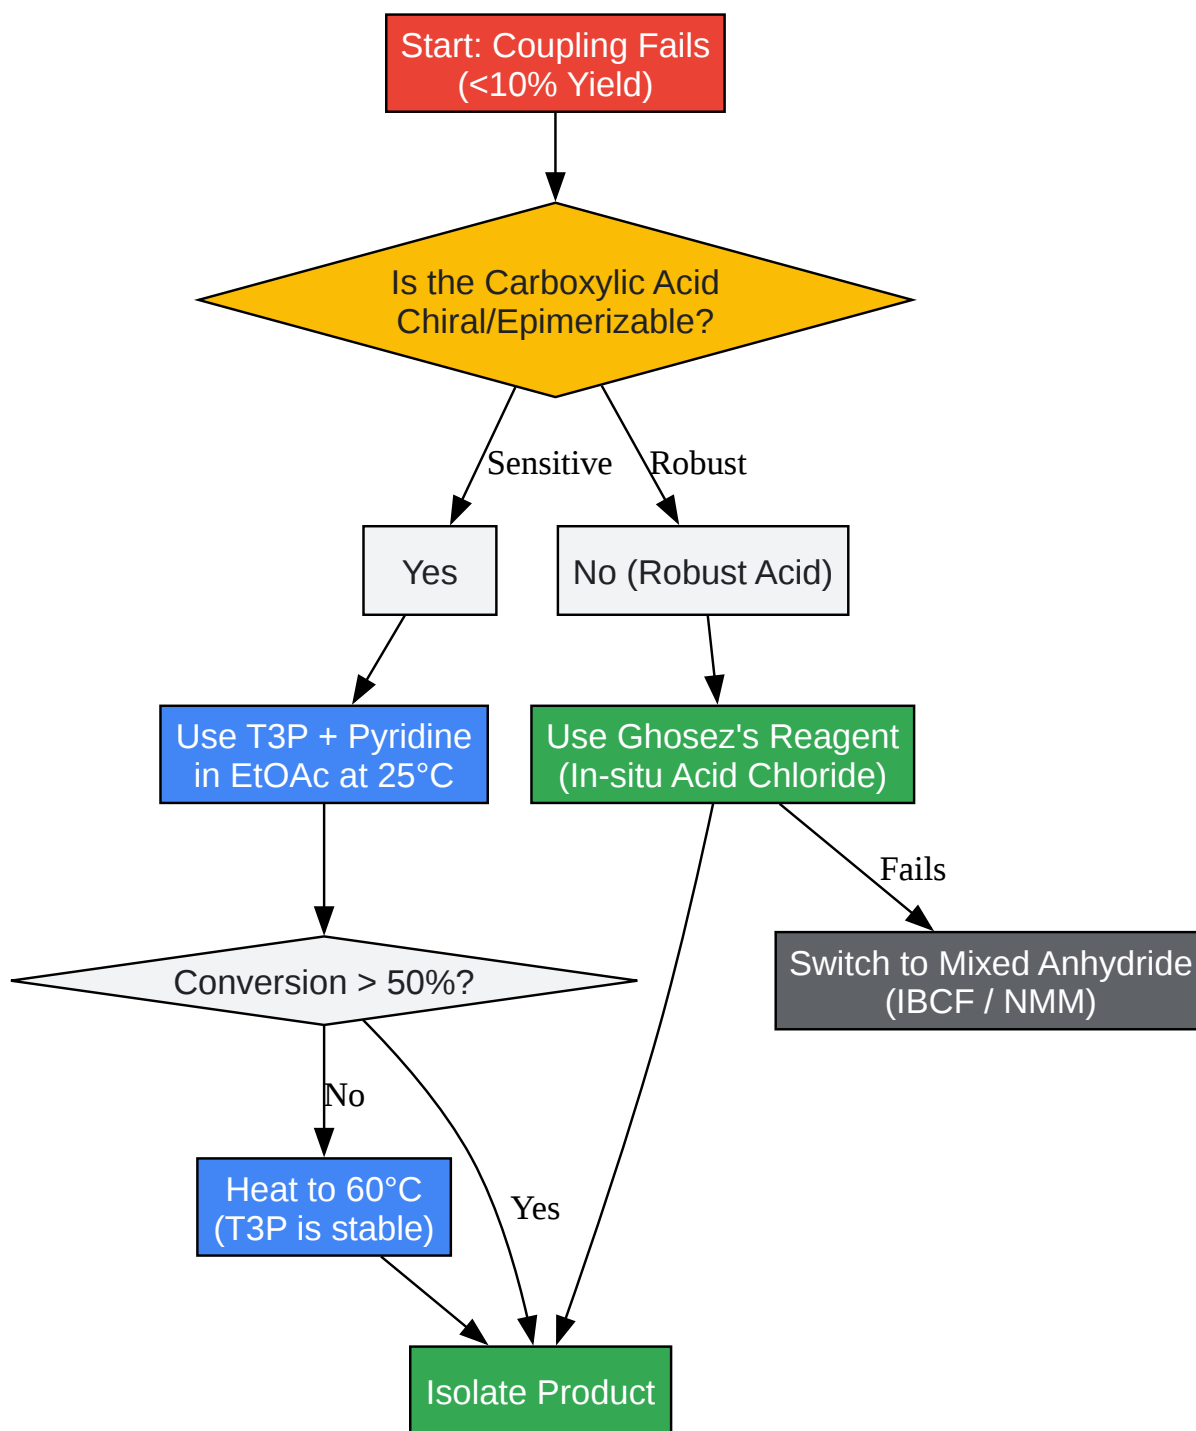 Start: Coupling Fails
(<10% Yield)
Is the Carboxylic Acid
Chiral/Epimerizable?
Sensitive
Robust
Yes
No (Robust Acid)
Use T3P + Pyridine
in EtOAc at 25°C
Use Ghosez's Reagent
(In-situ Acid Chloride)
Fails
Conversion > 50%?
Switch to Mixed Anhydride
(IBCF / NMM)
No
Heat to 60°C
(T3P is stable)
Yes
Isolate Product